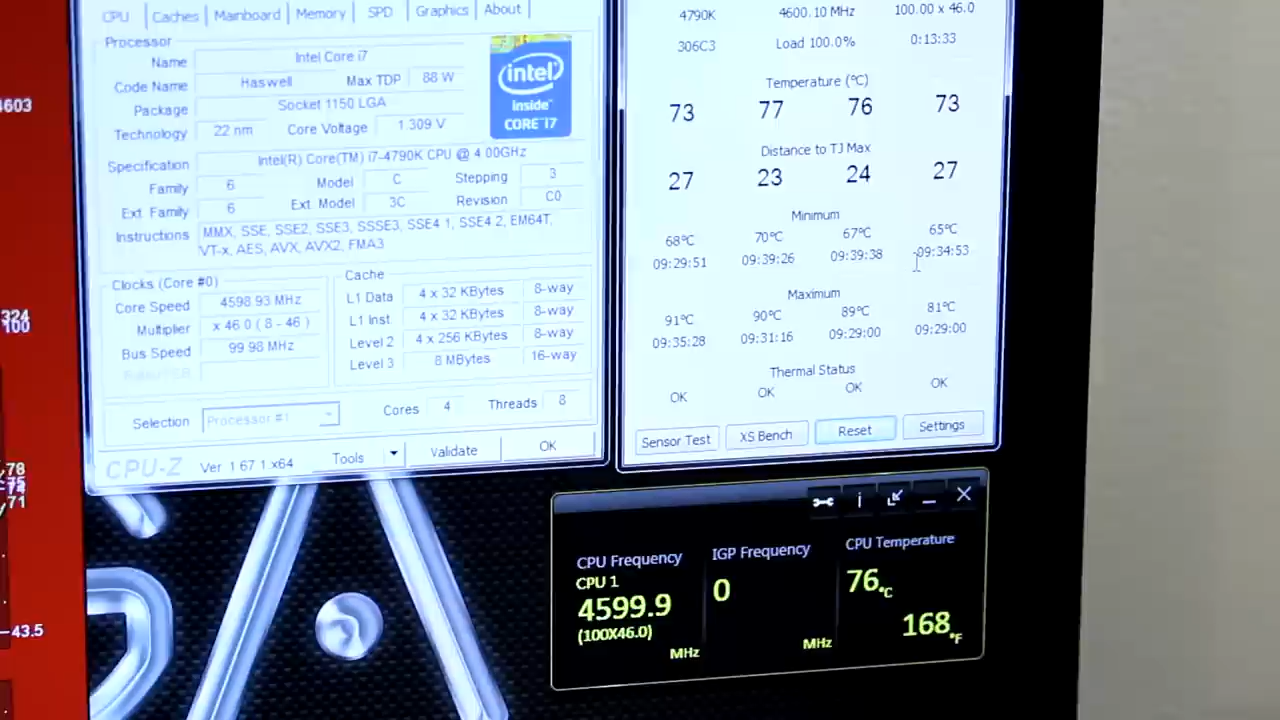 CPU Caches Mainboard Memory SPD Graphics About
Processor
Name Intel Core i7
Code Name Haswell Max TDP 88 W
Package Socket 1150 LGA
Technology 22 nm Core Voltage 1.309 V
intel
inside™
CORE™ i7
Specification Intel(R) Core(TM) i7-4790K CPU @ 4.00GHz
Family 6 Model C Stepping 3
Ext. Family 6 Ext. Model 3C Revision C0
Instructions MMX, SSE, SSE2, SSE3, SSSE3, SSE4.1, SSE4.2, EM64T,
VT-x, AES, AVX, AVX2, FMA3
Clocks (Core #0)
Core Speed 4598.93 MHz
Multiplier x 46.0 ( 8 - 46 )
Bus Speed 99.98 MHz
Cache
L1 Data 4 x 32 KBytes 8-way
L1 Inst. 4 x 32 KBytes 8-way
Level 2 4 x 256 KBytes 8-way
Level 3 8 MBytes 16-way
Selection Processor #1 Cores 4 Threads 8
CPU-Z Ver. 1.67.1.x64 Tools Validate OK
4790K 4600.10 MHz 100.00 x 46.0
306C3 Load 100.0% 0:13:33
Temperature (°C)
73 77 76 73
Distance to TJ Max
27 23 24 27
Minimum
68°C 70°C 67°C 65°C
09:29:51 09:39:26 09:39:38 09:34:53
Maximum
91°C 90°C 89°C 81°C
09:35:28 09:31:16 09:29:00 09:29:00
Thermal Status
OK OK OK OK
Sensor Test XS Bench Reset Settings
i
CPU Frequency
CPU 1
4599.9
(100X46.0)
MHz
IGP Frequency
0
MHz
CPU Temperature
76°C
168°F
4603
324
100
78
71
43.5